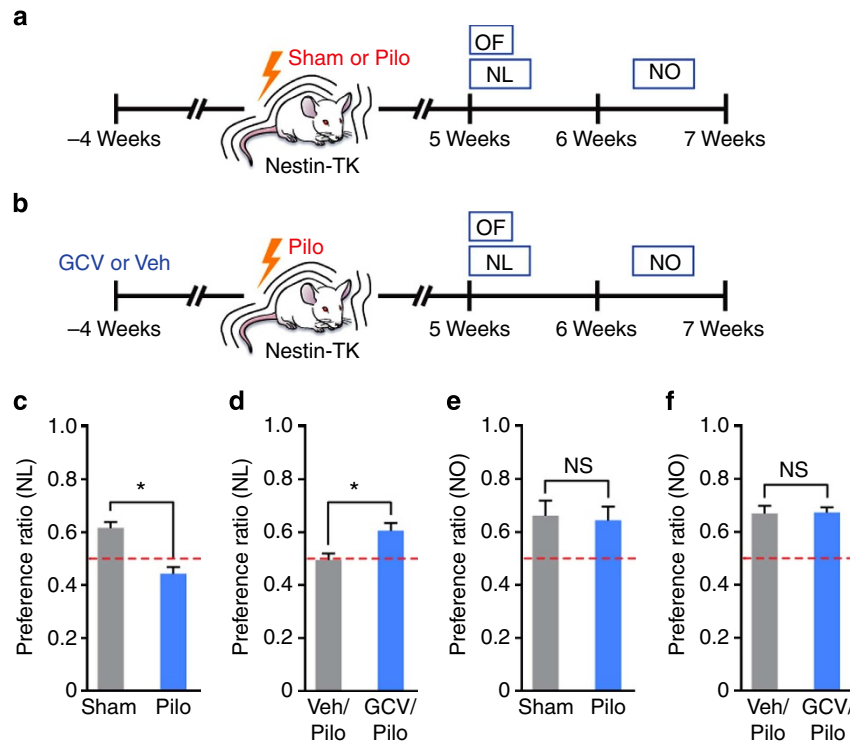 a
OF
Sham or Pilo
NL
NO
–4 Weeks
5 Weeks
6 Weeks
7 Weeks
Nestin-TK
b
OF
Pilo
GCV or Veh
NL
NO
–4 Weeks
5 Weeks
6 Weeks
7 Weeks
Nestin-TK
c
Preference ratio (NL)
1.0
0.8
0.6
0.4
0.2
0
*
Sham
Pilo
d
Preference ratio (NL)
1.0
0.8
0.6
0.4
0.2
0
*
Veh/
Pilo
GCV/
Pilo
e
Preference ratio (NO)
1.0
0.8
0.6
0.4
0.2
0
NS
Sham
Pilo
f
Preference ratio (NO)
1.0
0.8
0.6
0.4
0.2
0
NS
Veh/
Pilo
GCV/
Pilo